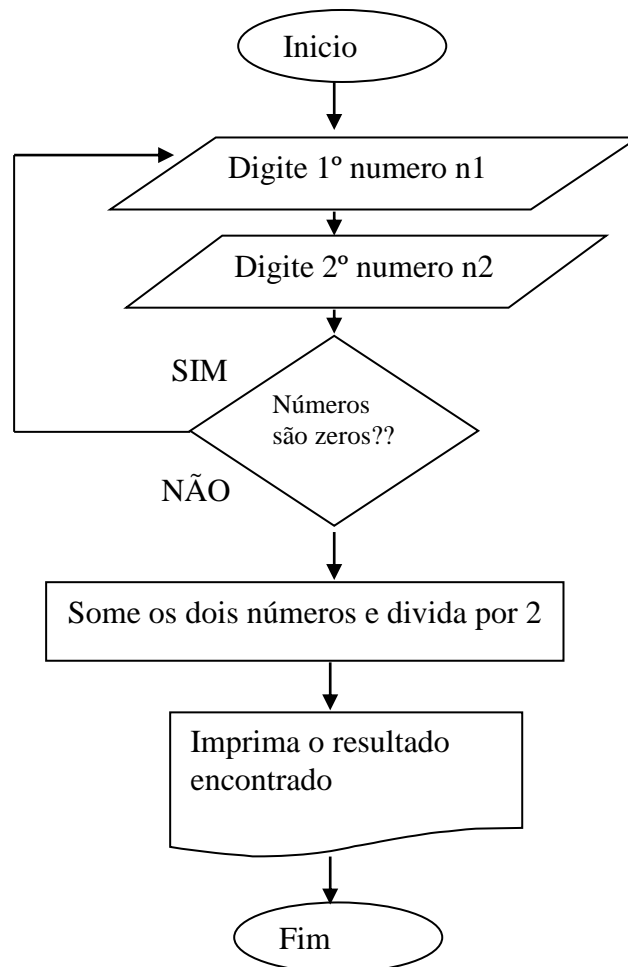 Inicio
Digite 1º numero n1
Digite 2º numero n2
SIM
Números
são zeros??
NÃO
Some os dois números e divida por 2
Imprima o resultado
encontrado
Fim